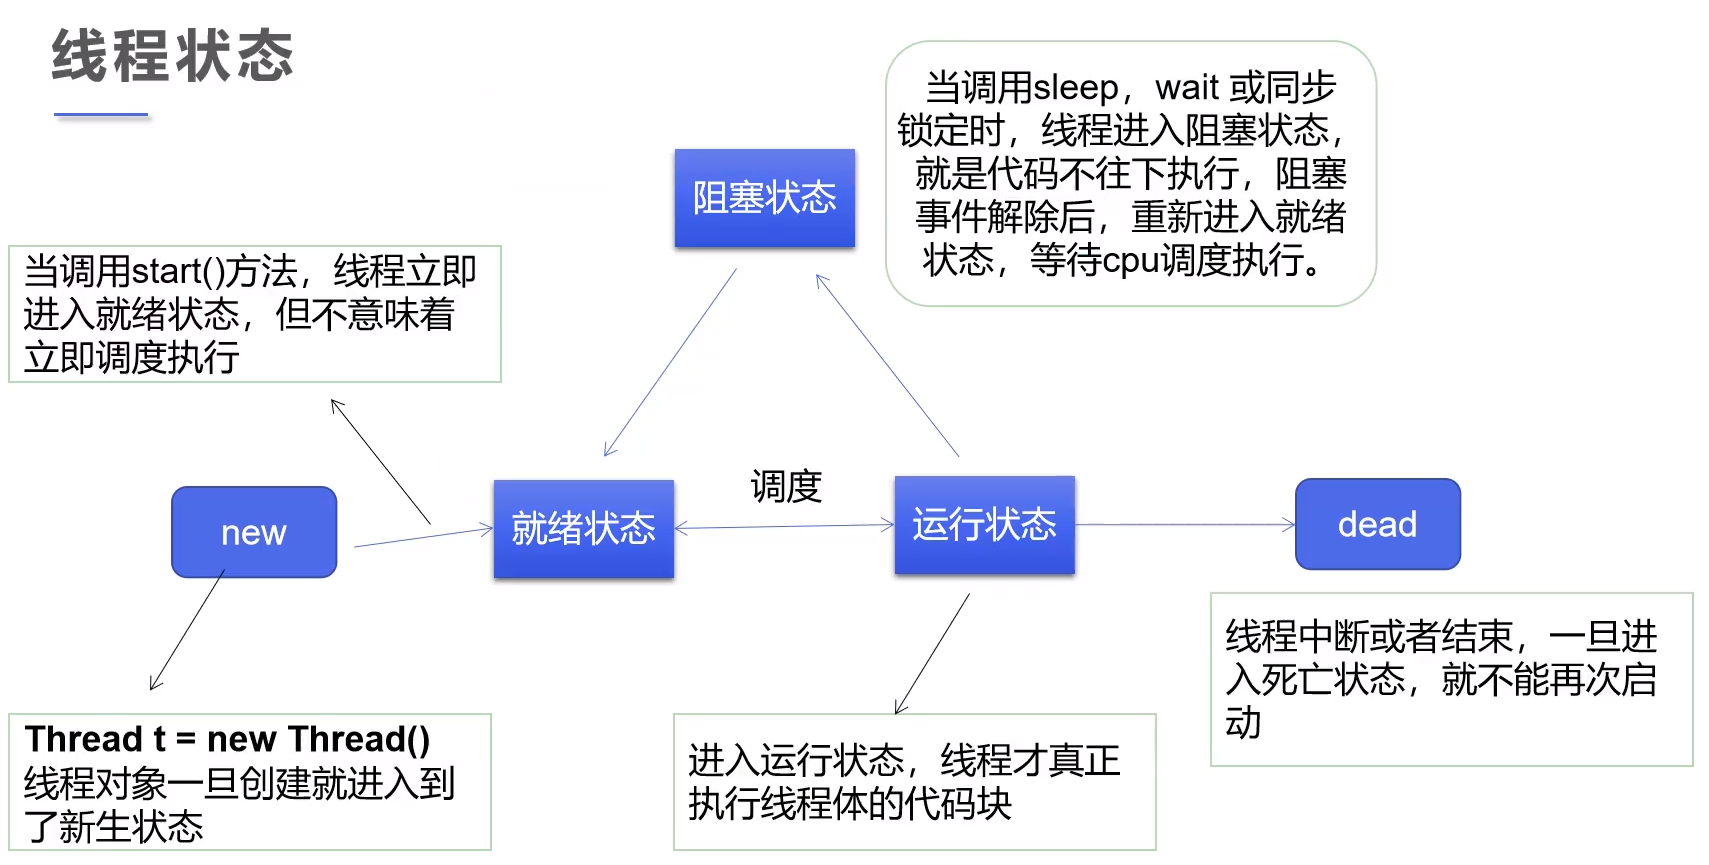 线程状态
当调用sleep，wait 或同步
锁定时，线程进入阻塞状态，
就是代码不往下执行，阻塞
事件解除后，重新进入就绪
状态，等待cpu调度执行。
阻塞状态
当调用start()方法，线程立即
进入就绪状态，但不意味着
立即调度执行
new
就绪状态
调度
运行状态
dead
Thread t = new Thread()
线程对象一旦创建就进入到
了新生状态
进入运行状态，线程才真正
执行线程体的代码块
线程中断或者结束，一旦进
入死亡状态，就不能再次启
动